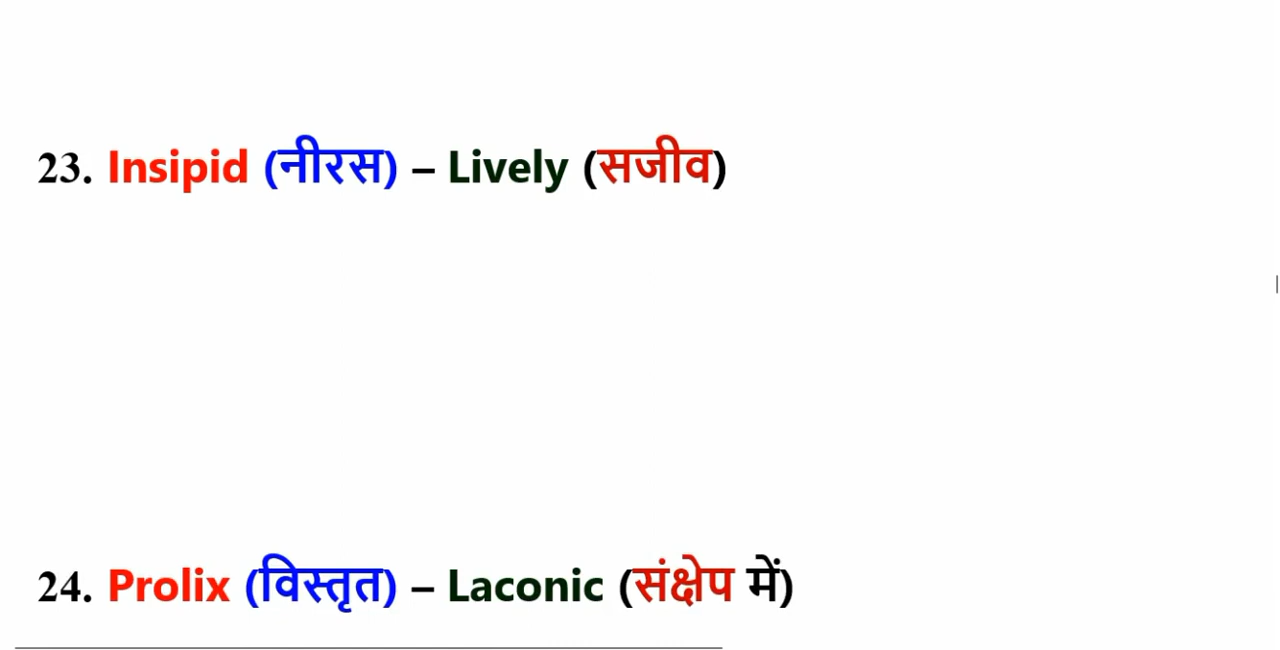 23. Insipid (नीरस) – Lively (सजीव)
24. Prolix (विस्तृत) – Laconic (संक्षेप में)